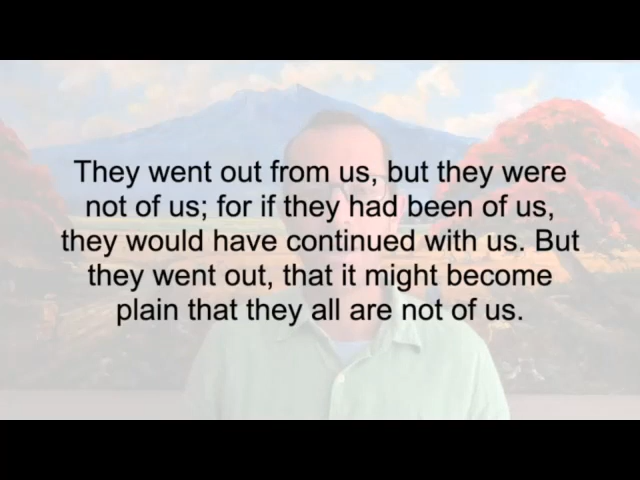 They went out from us, but they were
not of us; for if they had been of us,
they would have continued with us. But
they went out, that it might become
plain that they all are not of us.